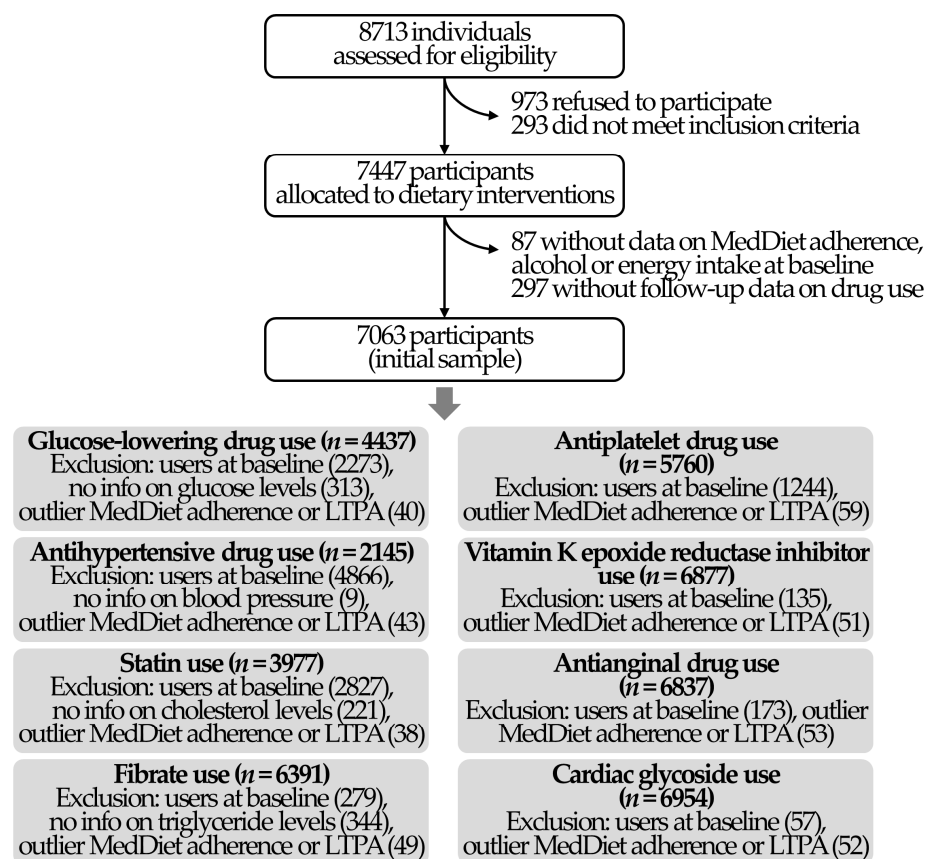 8713 individuals
assessed for eligibility
973 refused to participate
293 did not meet inclusion criteria
7447 participants
allocated to dietary interventions
87 without data on MedDiet adherence,
alcohol or energy intake at baseline
297 without follow-up data on drug use
7063 participants
(initial sample)
Glucose-lowering drug use (n = 4437)
Exclusion: users at baseline (2273),
no info on glucose levels (313),
outlier MedDiet adherence or LTPA (40)
Antihypertensive drug use (n = 2145)
Exclusion: users at baseline (4866),
no info on blood pressure (9),
outlier MedDiet adherence or LTPA (43)
Statin use (n = 3977)
Exclusion: users at baseline (2827),
no info on cholesterol levels (221),
outlier MedDiet adherence or LTPA (38)
Fibrate use (n = 6391)
Exclusion: users at baseline (279),
no info on triglyceride levels (344),
outlier MedDiet adherence or LTPA (49)
Antiplatelet drug use
(n = 5760)
Exclusion: users at baseline (1244),
outlier MedDiet adherence or LTPA (59)
Vitamin K epoxide reductase inhibitor
use (n = 6877)
Exclusion: users at baseline (135),
outlier MedDiet adherence or LTPA (51)
Antianginal drug use
(n = 6837)
Exclusion: users at baseline (173), outlier
MedDiet adherence or LTPA (53)
Cardiac glycoside use
(n = 6954)
Exclusion: users at baseline (57),
outlier MedDiet adherence or LTPA (52)